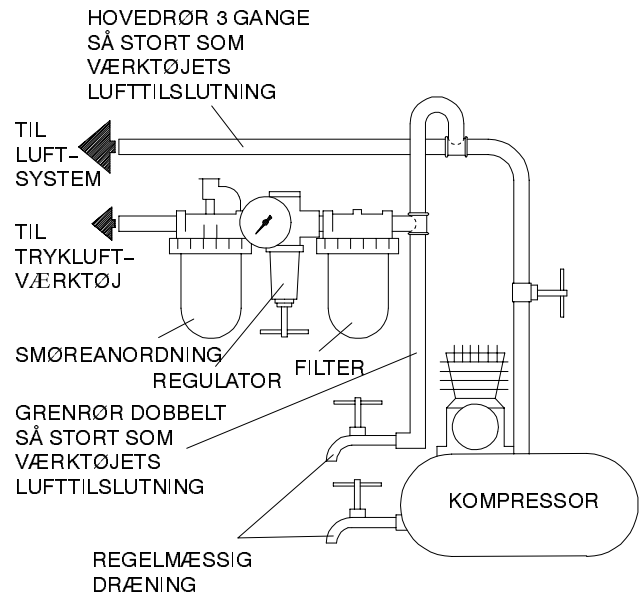 HOVEDRØR 3 GANGE
SÅ STORT SOM
VÆRKTØJETS
LUFTTILSLUTNING
TIL
LUFT-
SYSTEM
TIL
TRYKLUFT-
VÆRKTØJ
SMØREANORDNING
REGULATOR
FILTER
GRENRØR DOBBELT
SÅ STORT SOM
VÆRKTØJETS
LUFTTILSLUTNING
KOMPRESSOR
REGELMÆSSIG
DRÆNING